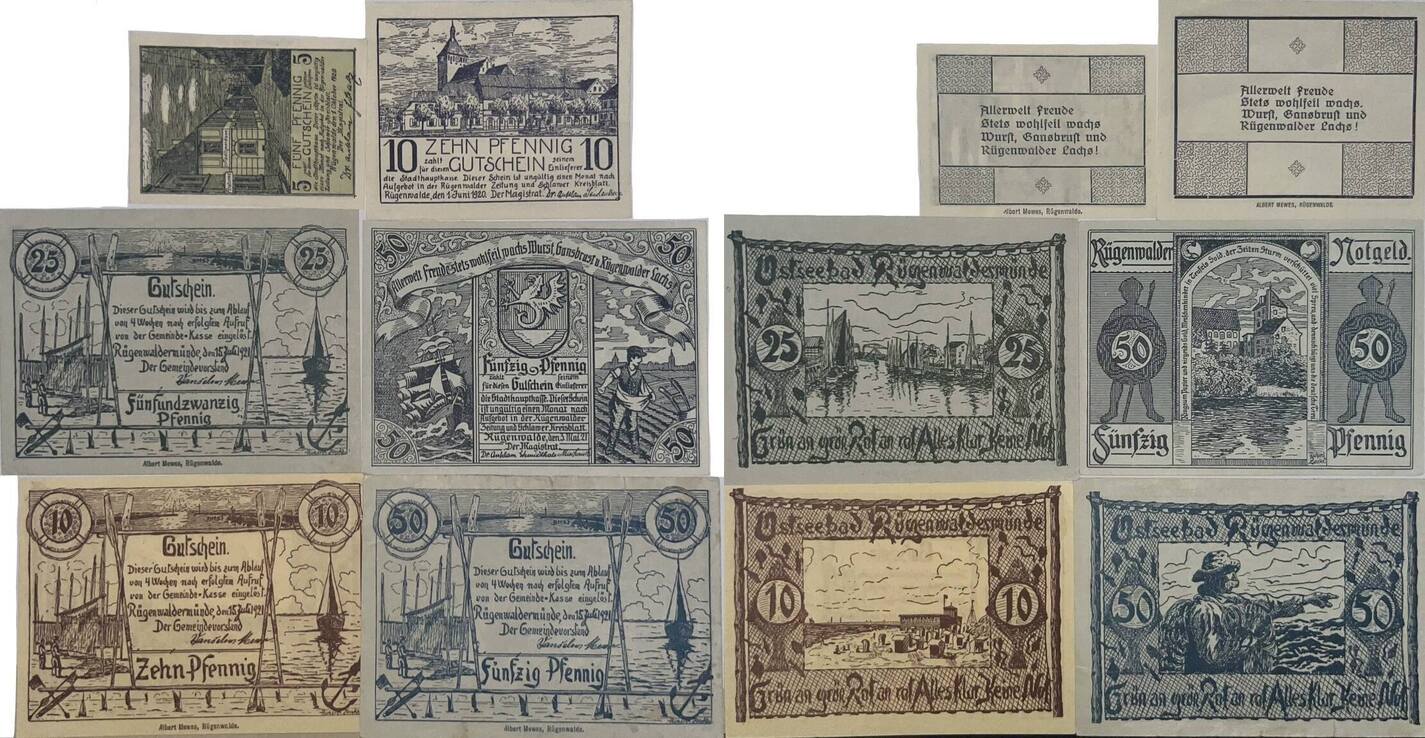 5 FÜNF PFENNIG 5
GUTSCHEIN
ZEHN PFENNIG
10 zahlt für diesen GUTSCHEIN seinem Einlieferer 10
die Stadthauptkasse. Dieser Schein ist ungültig einen Monat nach
Aufgebot in der Rügenwalder Zeitung und Schlawer Kreisblatt.
Rügenwalde, den 1 Juni 1920. Der Magistrat.
Allerwelt Freude
Stets wohlfeil wachs
Wurst, Gansbrust und
Rügenwalder Lachs!
Albert Mewes, Rügenwalde.
Allerwelt Freude
Stets wohlfeil wachs.
Wurst, Gansbrust und
Rügenwalder Lachs!
ALBERT MEWES, RÜGENWALDE.
25 25
Gutschein.
Dieser Gutschein wird bis zum Ablauf
von 4 Wochen nach erfolgtem Aufruf
von der Gemeinde-Kasse eingelöst.
Rügenwaldermünde, den 15 Juli 1921
Der Gemeindevorstand
Fünfundzwanzig
Pfennig
Albert Mewes, Rügenwalde.
50 50
Allerwelt Freude stets wohlfeil wachs Wurst, Gansbrust u. Rügenwalder Lachs
Fünfzig Pfennig
zahlt seinem
für diesen Gutschein Einlieferer
die Stadthauptkasse. Dieser Schein
ist ungültig einen Monat nach
Aufgebot in der Rügenwalder
Zeitung und Schlawer Kreisblatt.
Rügenwalde, den 3. Mai. 21
Der Magistrat.
50 50
Ostseebad Rügenwaldermünde
25 25
Grün an grün, Rot an rot Alles Klar Keine Not
Rügenwalder Notgeld.
50 50
Fünfzig Pfennig
10 10
Gutschein.
Dieser Gutschein wird bis zum Ablauf
von 4 Wochen nach erfolgtem Aufruf
von der Gemeinde-Kasse eingelöst.
Rügenwaldermünde, den 15 Juli 1921
Der Gemeindevorstand
Zehn Pfennig
Albert Mewes, Rügenwalde.
50 50
Gutschein.
Dieser Gutschein wird bis zum Ablauf
von 4 Wochen nach erfolgtem Aufruf
von der Gemeinde-Kasse eingelöst.
Rügenwaldermünde, den 15 Juli 1921
Der Gemeindevorstand
Fünfzig Pfennig
Albert Mewes, Rügenwalde.
Ostseebad Rügenwaldermünde
10 10
Grün an grün Rot an rot Alles Klar Keine Not
Ostseebad Rügenwaldermünde
50 50
Grün an grün Rot an rot Alles Klar Keine Not